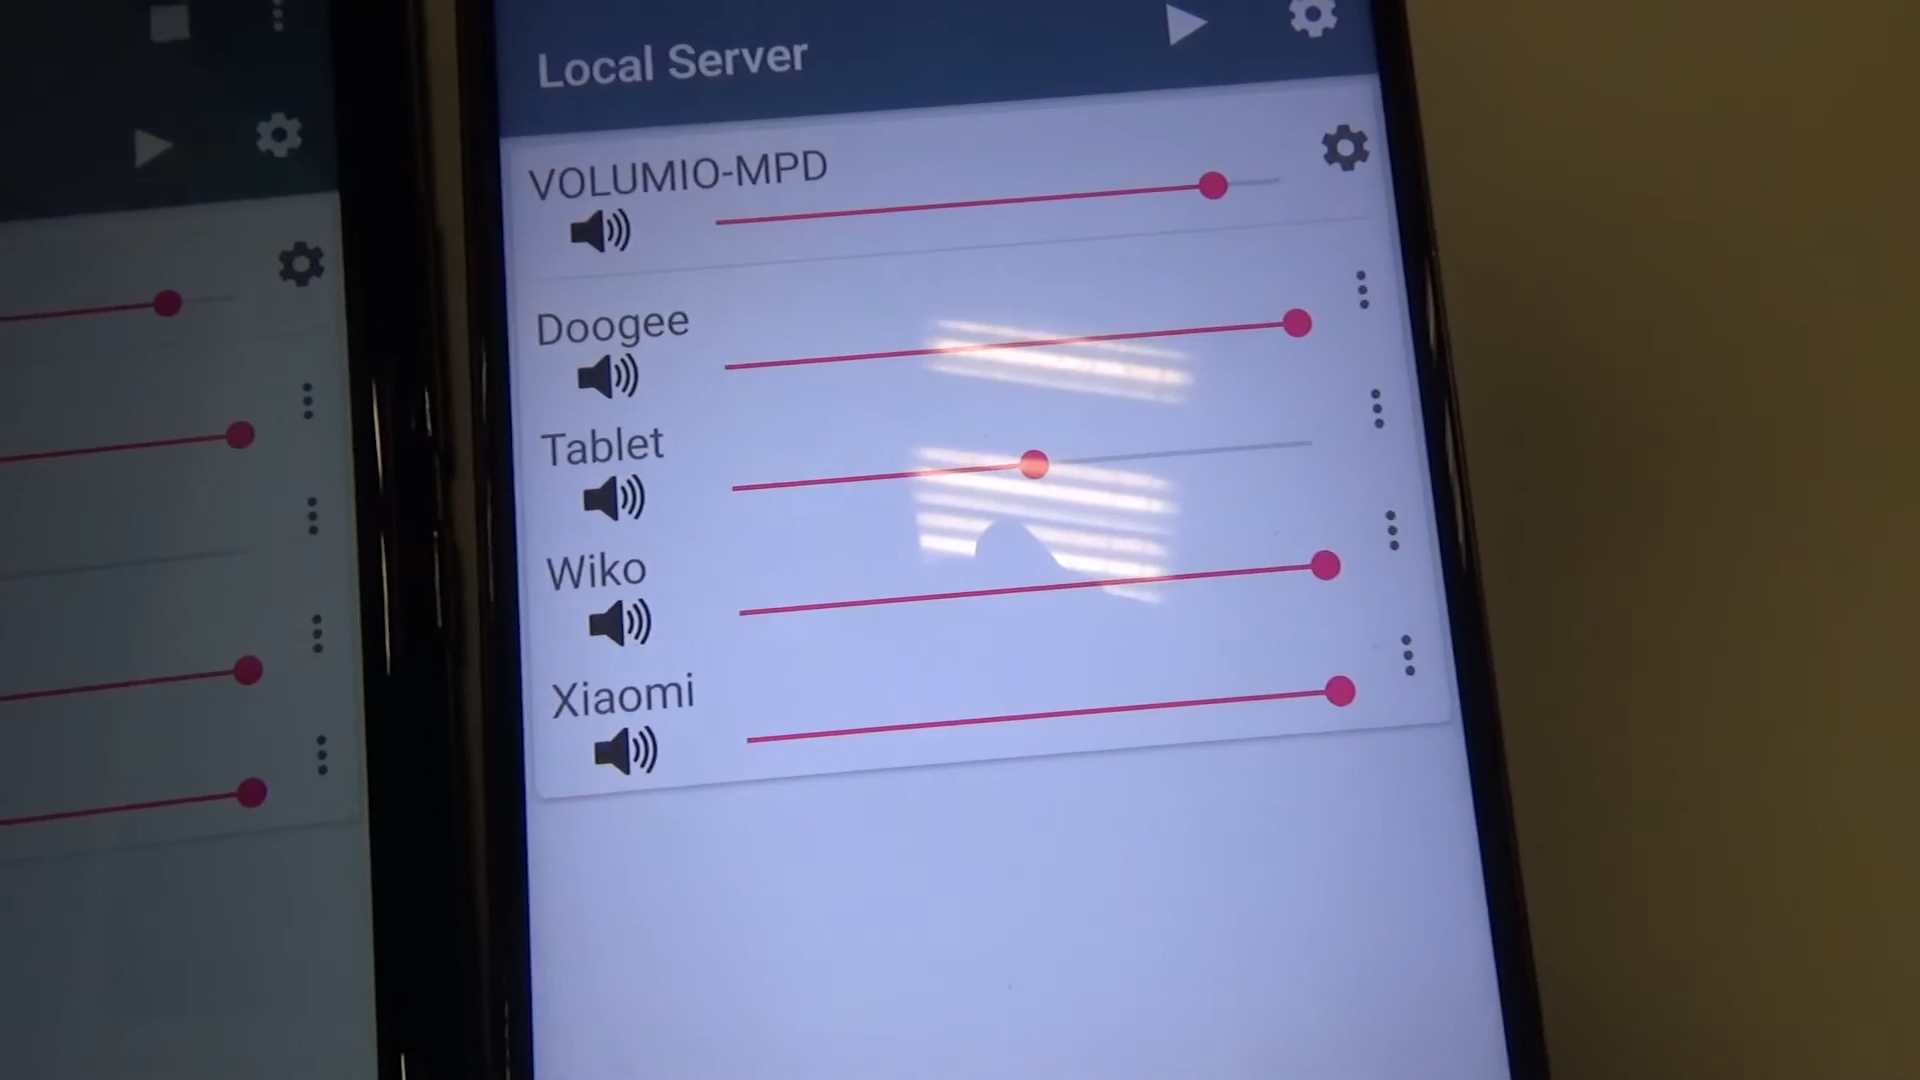 Local Server
VOLUMIO-MPD
Doogee
Tablet
Wiko
Xiaomi